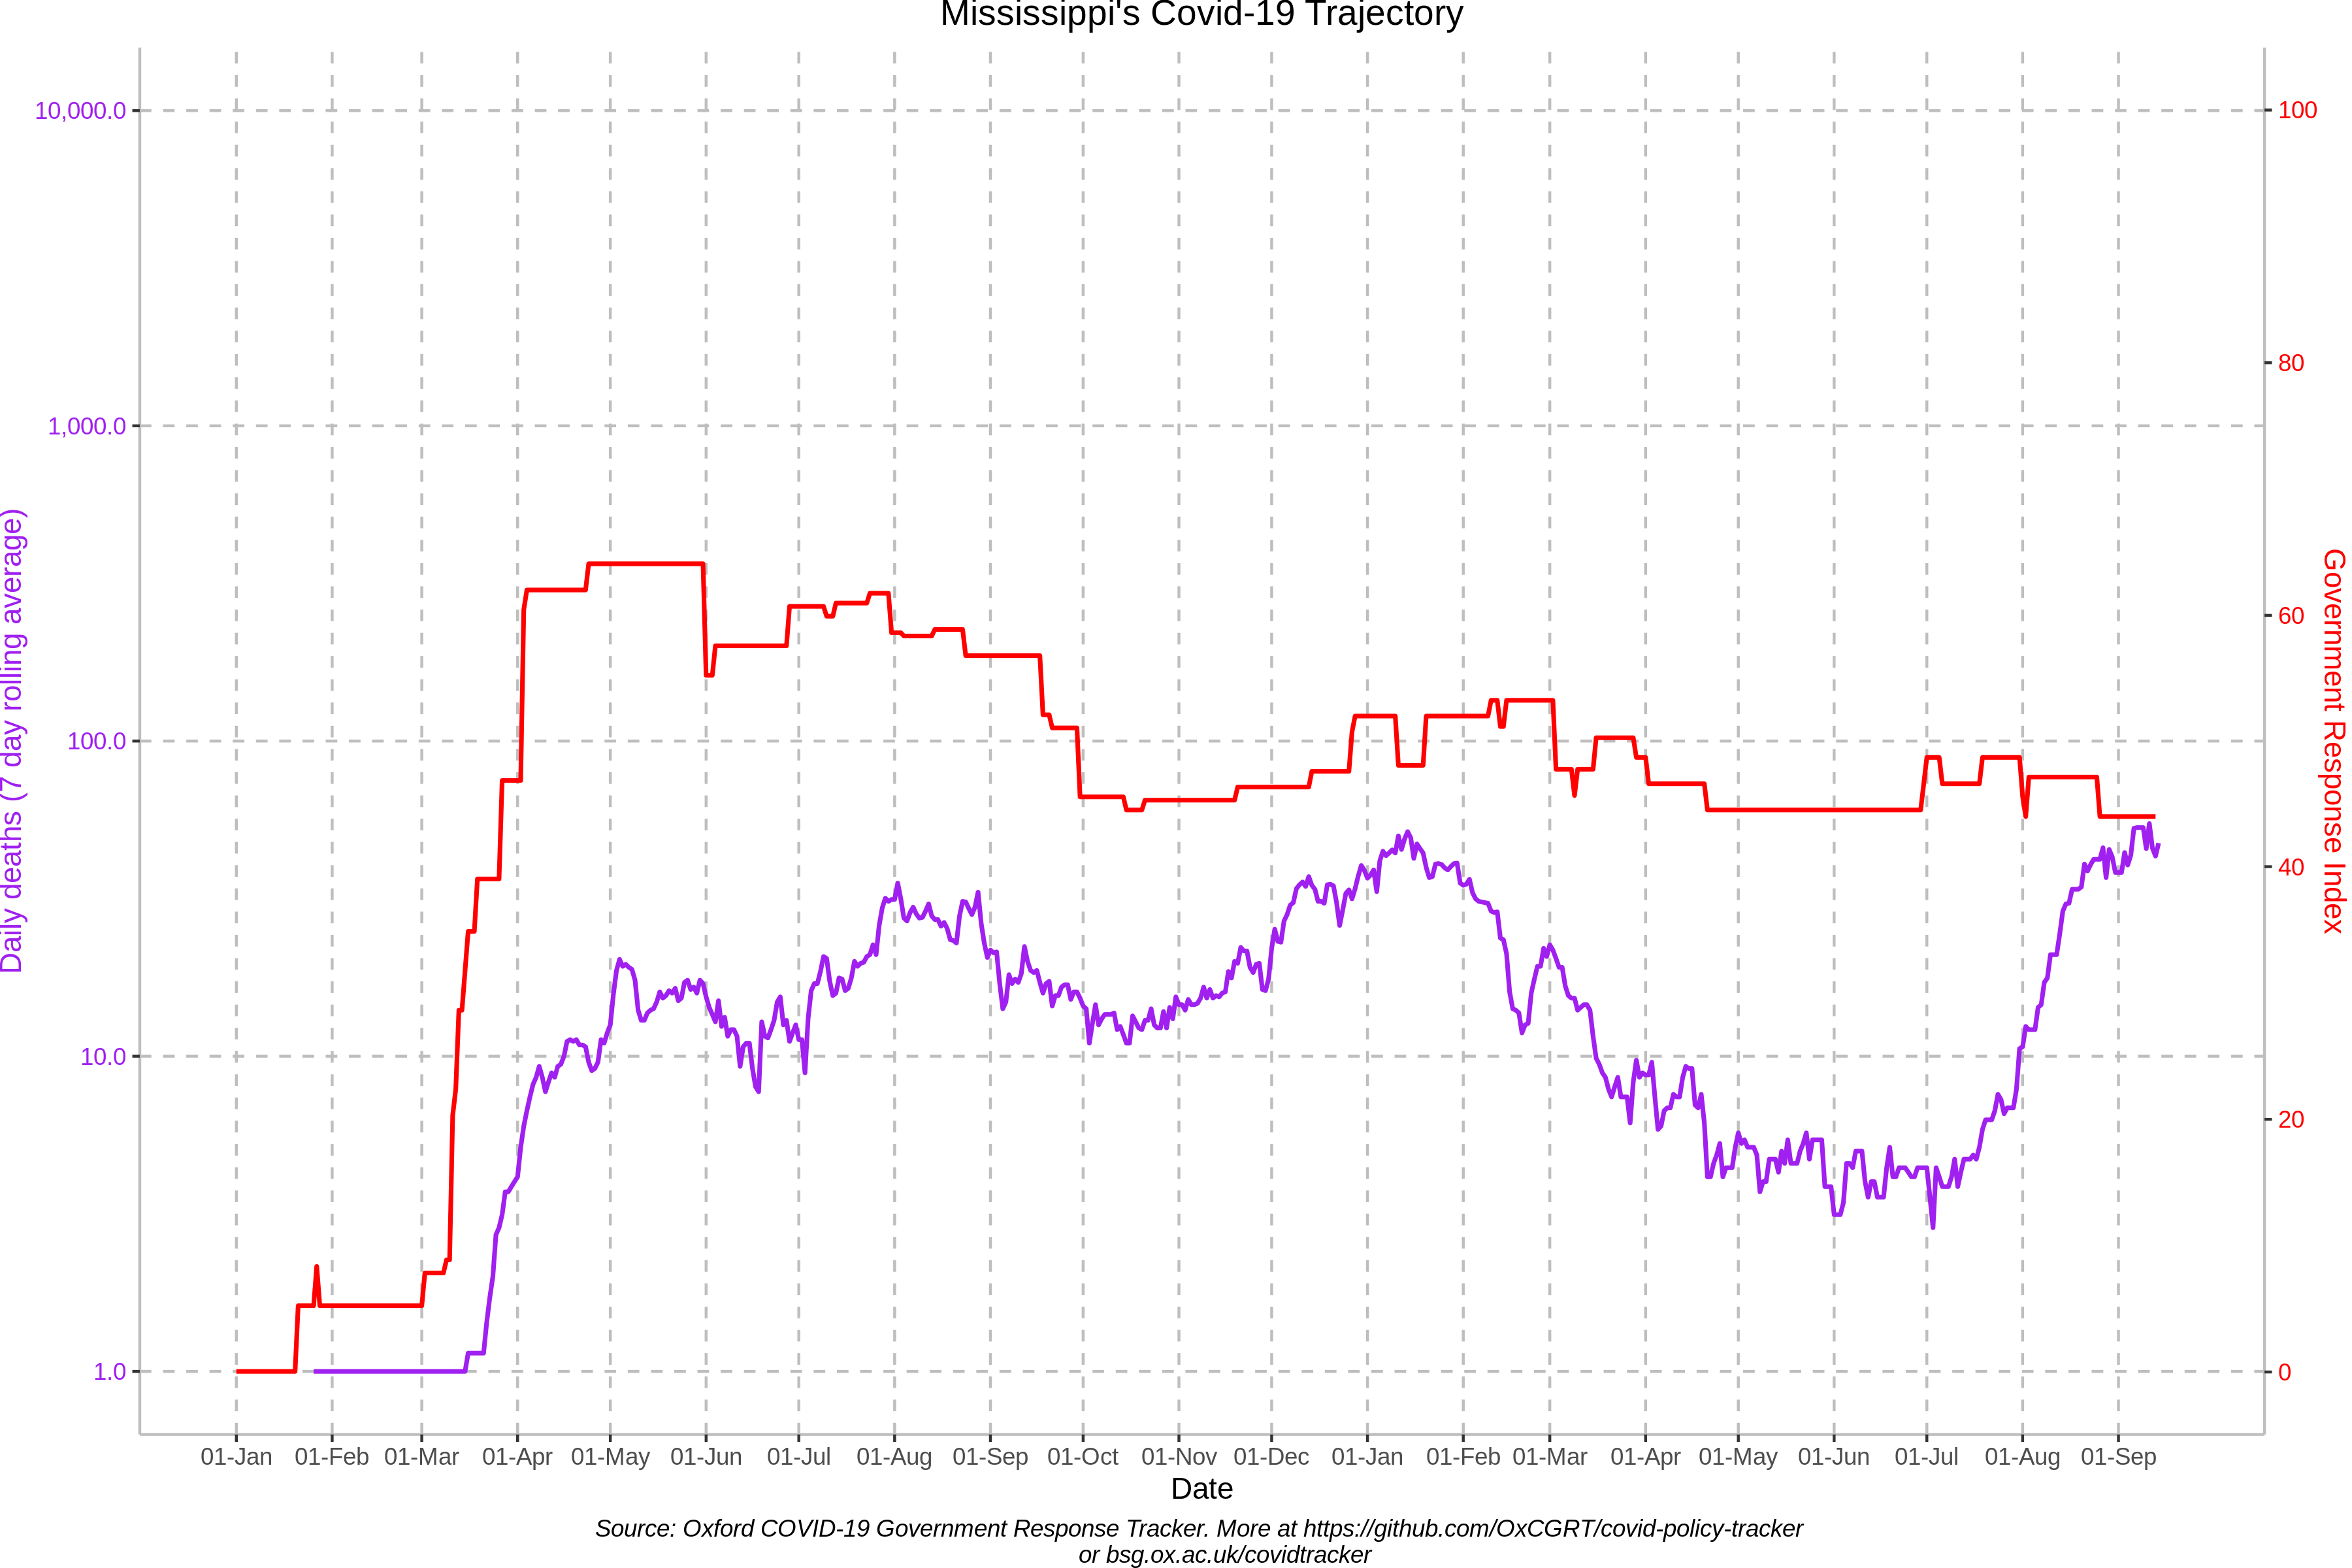 Mississippi's Covid-19 Trajectory
10,000.0
1,000.0
100.0
10.0
1.0
Daily deaths (7 day rolling average)
100
80
60
40
20
0
Government Response Index
01-Jan 01-Feb 01-Mar 01-Apr 01-May 01-Jun 01-Jul 01-Aug 01-Sep 01-Oct 01-Nov 01-Dec 01-Jan 01-Feb 01-Mar 01-Apr 01-May 01-Jun 01-Jul 01-Aug 01-Sep
Date
Source: Oxford COVID-19 Government Response Tracker. More at https://github.com/OxCGRT/covid-policy-tracker
or bsg.ox.ac.uk/covidtracker